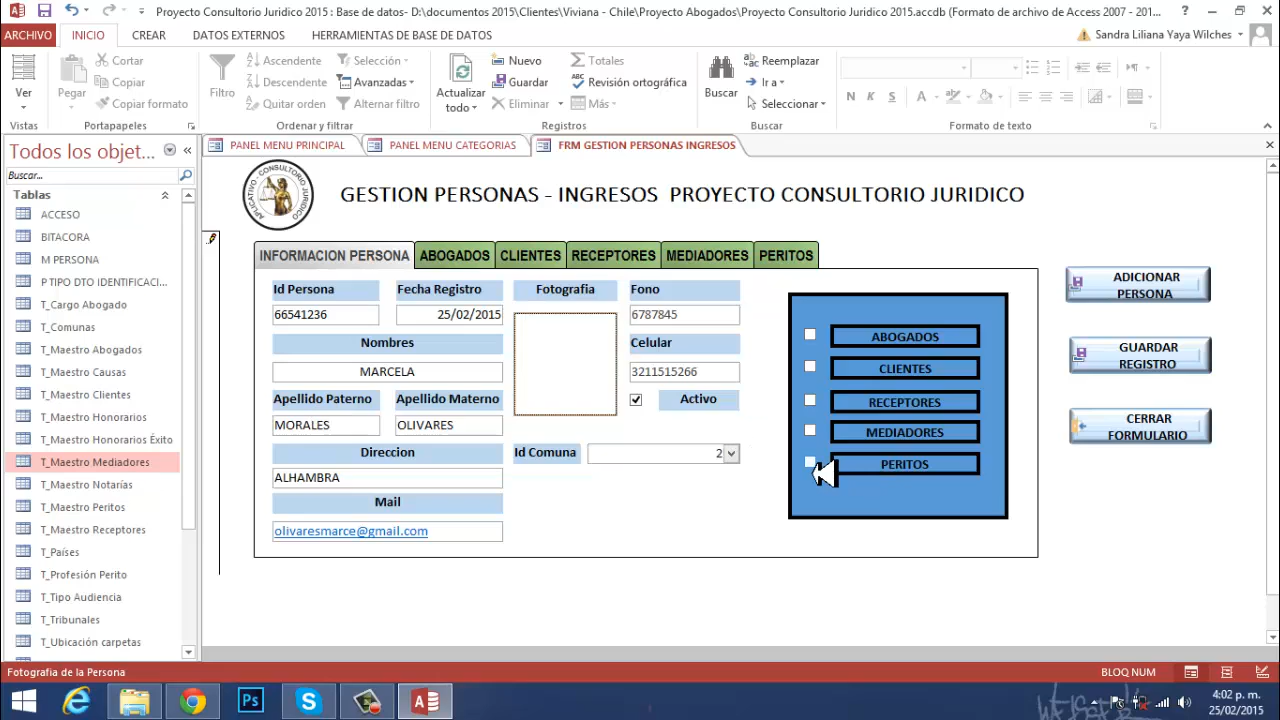 Proyecto Consultorio Juridico 2015 : Base de datos- D:\documentos 2015\Clientes\Viviana - Chile\Proyecto Abogados\Proyecto Consultorio Juridico 2015.accdb (Formato de archivo de Access 2007 - 201...
ARCHIVO INICIO CREAR DATOS EXTERNOS HERRAMIENTAS DE BASE DE DATOS Sandra Liliana Yaya Wilches
Ver
Vistas
Pegar
Cortar
Copiar
Copiar formato
Portapapeles
Filtro
Ascendente
Descendente
Quitar orden
Selección
Avanzadas
Alternar filtro
Ordenar y filtrar
Actualizar
todo
Nuevo
Guardar
Eliminar
Totales
Revisión ortográfica
Más
Registros
Buscar
Reemplazar
Ir a
Seleccionar
Buscar
N K S A
Formato de texto
Todos los objet...
Buscar...
Tablas
ACCESO
BITACORA
M PERSONA
P TIPO DTO IDENTIFICACI...
T_Cargo Abogado
T_Comunas
T_Maestro Abogados
T_Maestro Causas
T_Maestro Clientes
T_Maestro Honorarios
T_Maestro Honorarios Éxito
T_Maestro Mediadores
T_Maestro Notarías
T_Maestro Peritos
T_Maestro Receptores
T_Países
T_Profesión Perito
T_Tipo Audiencia
T_Tribunales
T_Ubicación carpetas
PANEL MENU PRINCIPAL PANEL MENU CATEGORIAS FRM GESTION PERSONAS INGRESOS
APLICATIVO - CONSULTORIO JURIDICO
GESTION PERSONAS - INGRESOS PROYECTO CONSULTORIO JURIDICO
INFORMACION PERSONA ABOGADOS CLIENTES RECEPTORES MEDIADORES PERITOS
Id Persona Fecha Registro Fotografia Fono
66541236 25/02/2015 6787845
Nombres Celular
MARCELA 3211515266
Apellido Paterno Apellido Materno Activo
MORALES OLIVARES
Direccion Id Comuna 2
ALHAMBRA
Mail
olivaresmarce@gmail.com
ABOGADOS
CLIENTES
RECEPTORES
MEDIADORES
PERITOS
ADICIONAR
PERSONA
GUARDAR
REGISTRO
CERRAR
FORMULARIO
Fotografia de la Persona BLOQ NUM
Ps
4:02 p. m.
25/02/2015